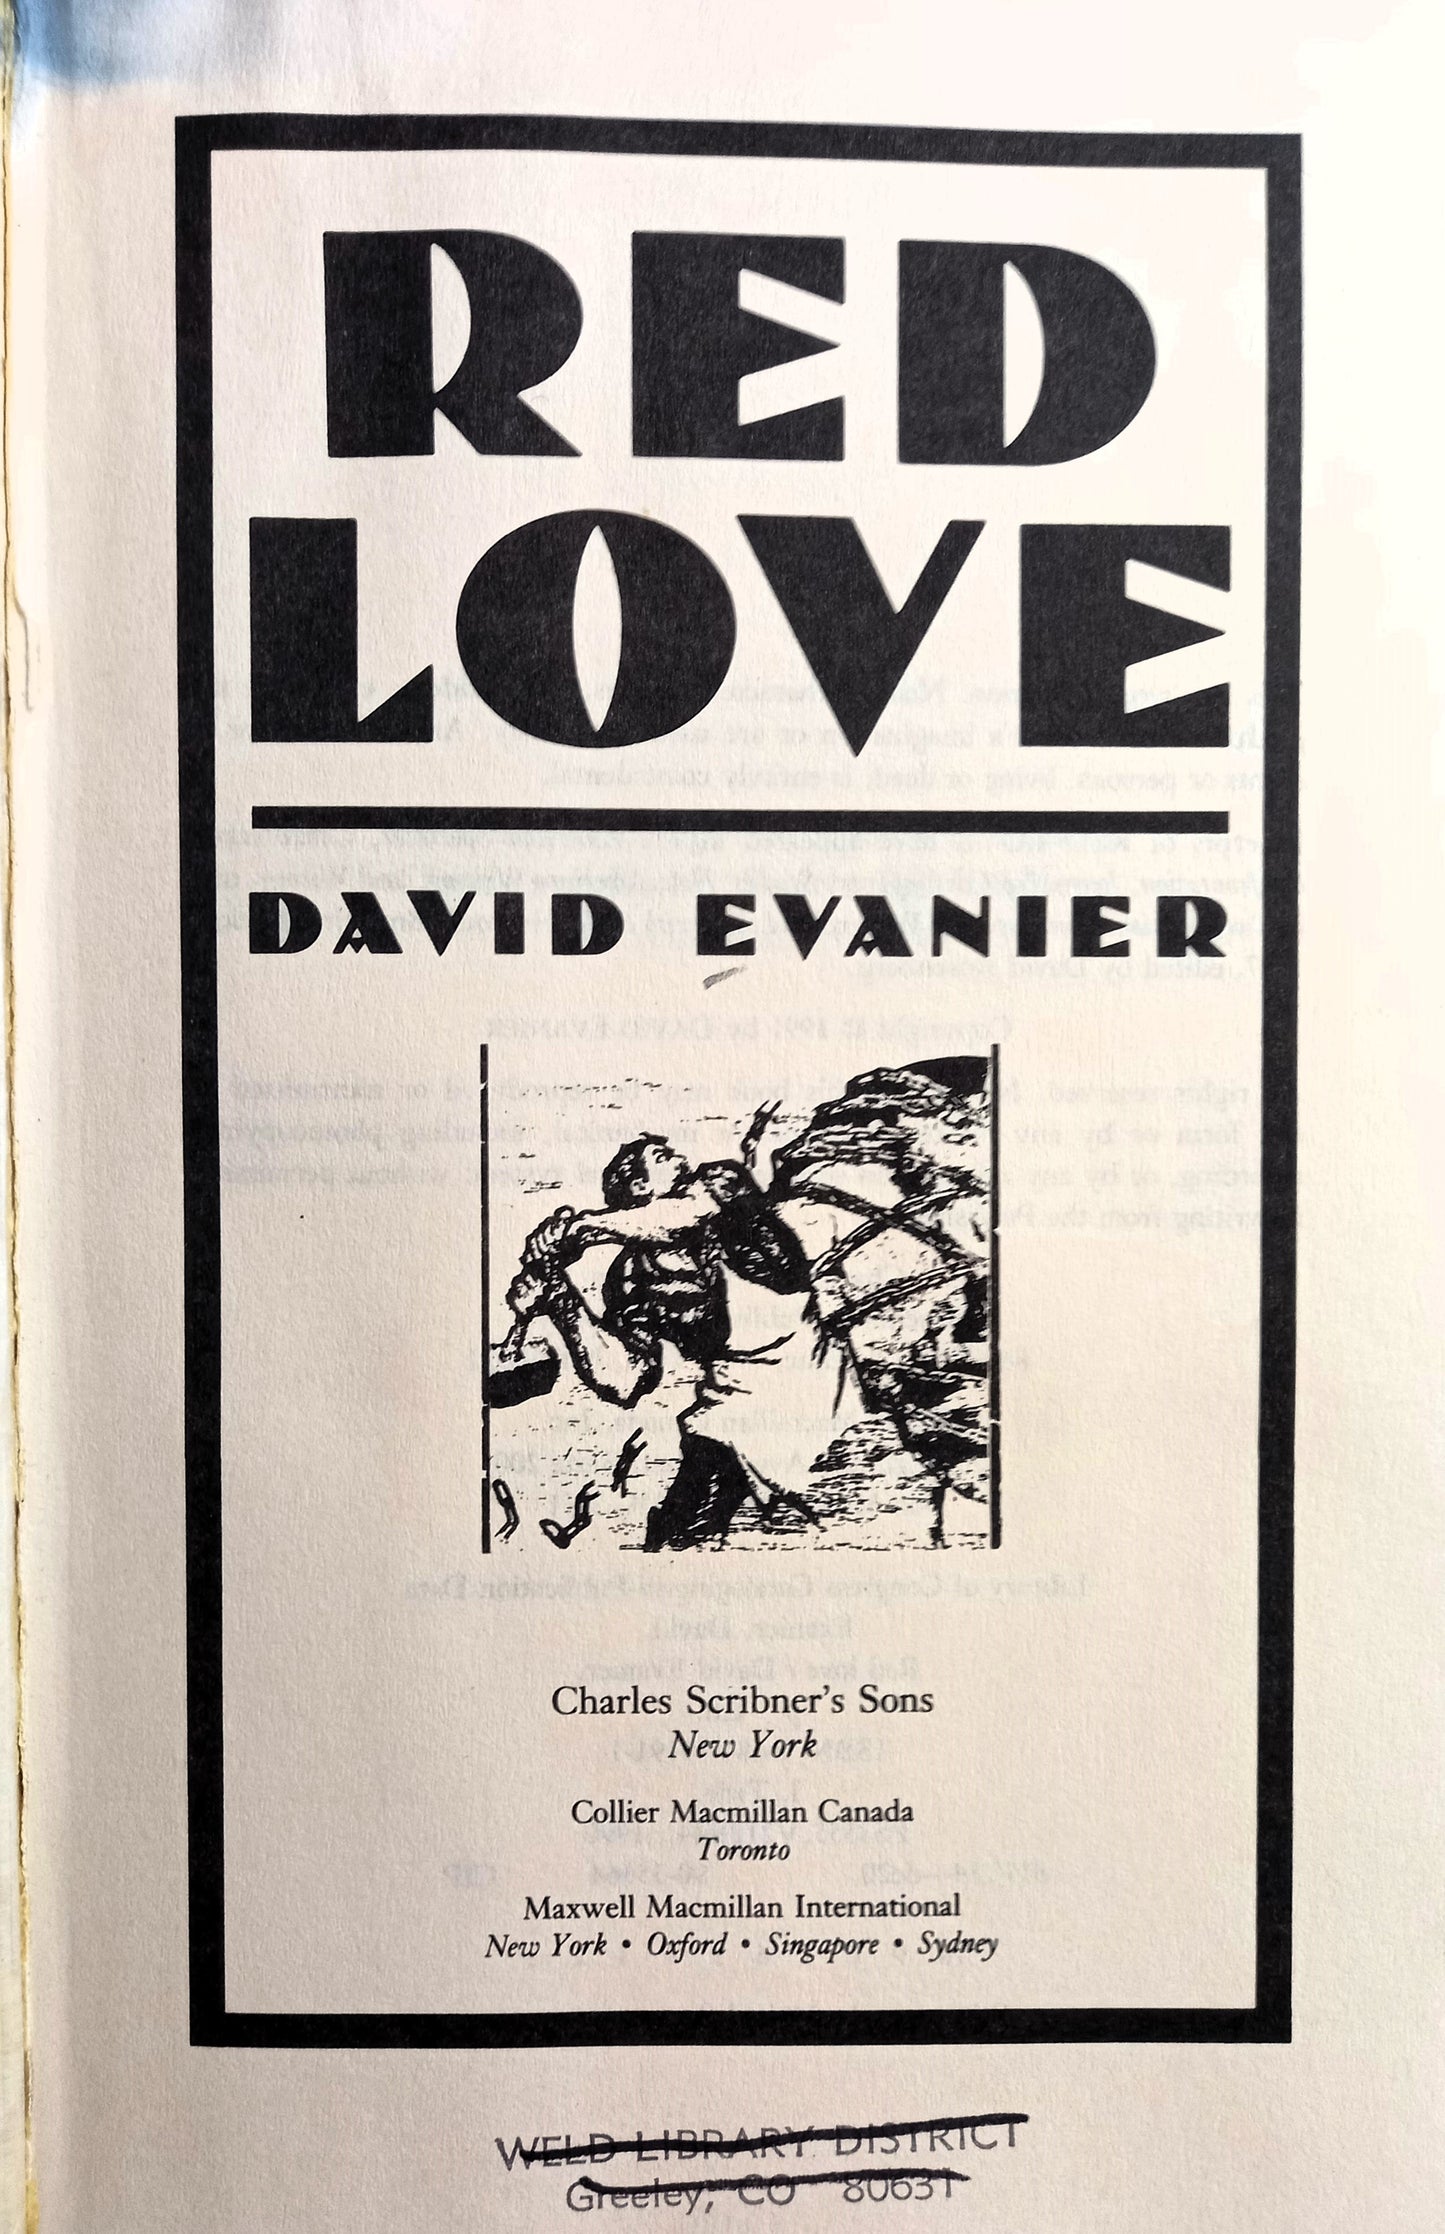 RED
LOVE
DAVID EVANIER
Charles Scribner's Sons
New York
Collier Macmillan Canada
Toronto
Maxwell Macmillan International
New York • Oxford • Singapore • Sydney
WELD LIBRARY DISTRICT
Greeley, CO 80631